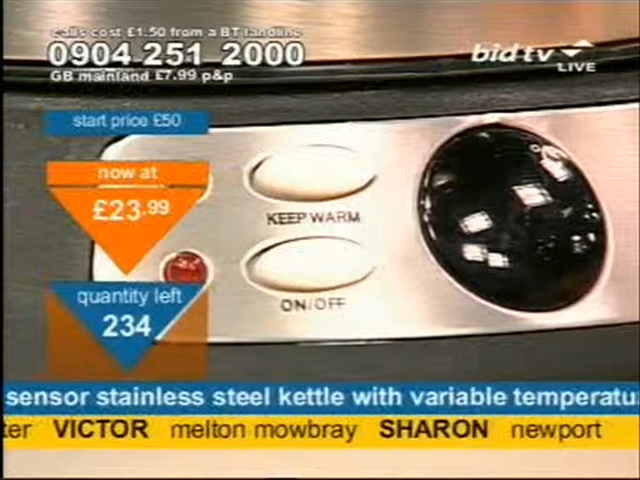 calls cost £1.50 from a BT landline
0904 251 2000
GB mainland £7.99 p&p
bid tv
LIVE
start price £50
now at
£23.99
quantity left
234
KEEP WARM
ON/OFF
sensor stainless steel kettle with variable temperatu
ter VICTOR melton mowbray SHARON newport